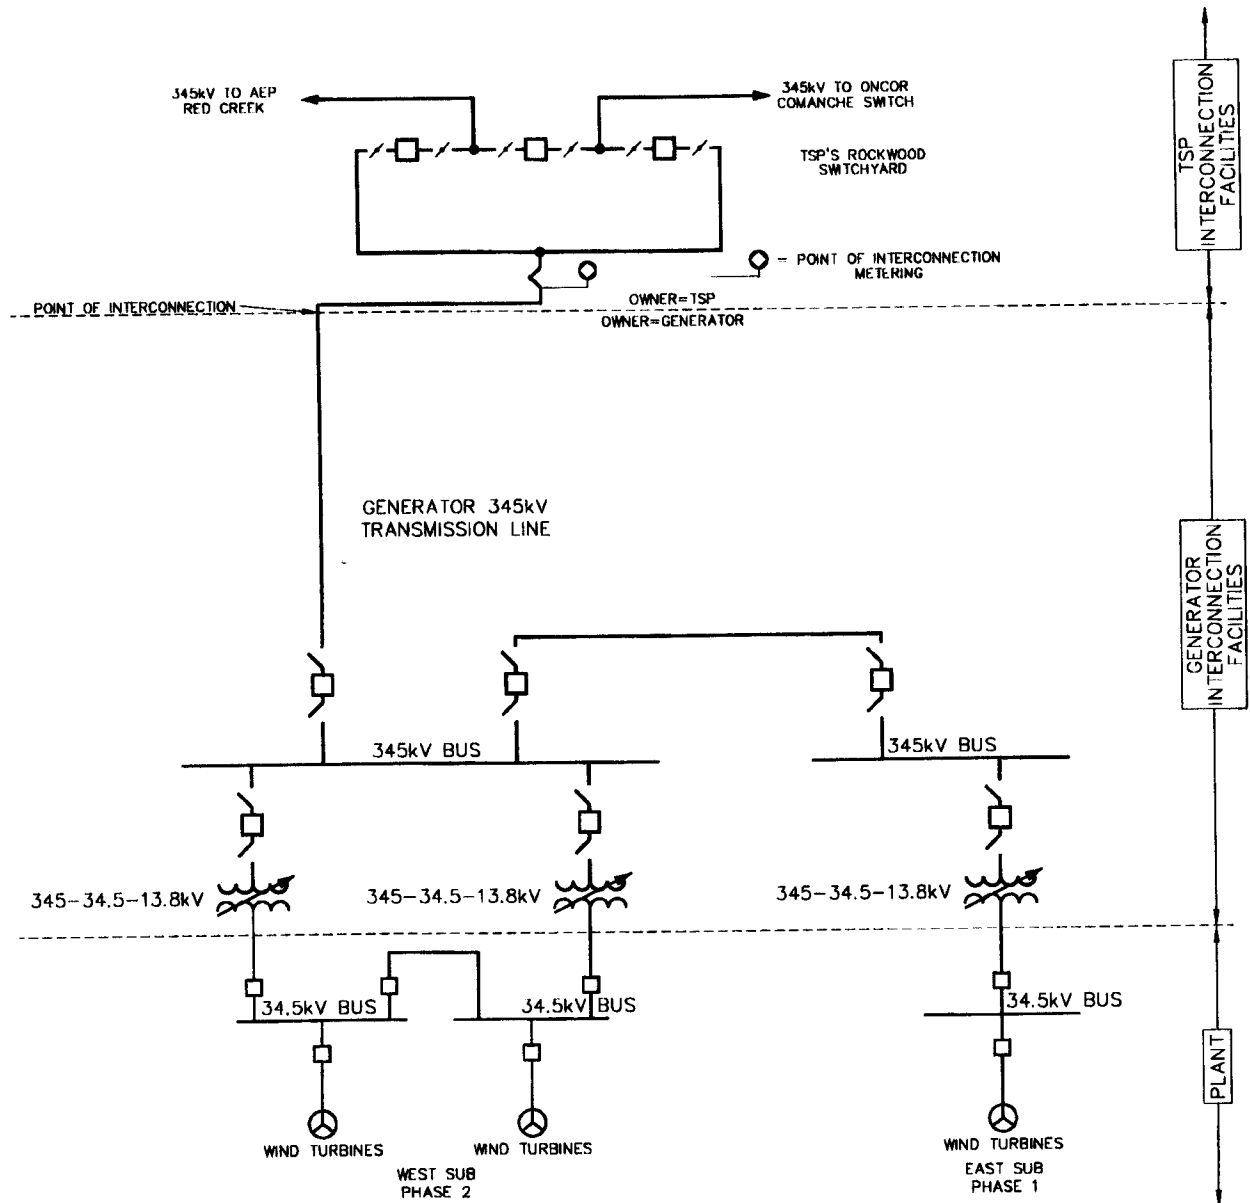 345kV TO AEP
RED CREEK
345kV TO ONCOR
COMANCHE SWITCH
TSP'S ROCKWOOD
SWITCHYARD
TSP
INTERCONNECTION
FACILITIES
= POINT OF INTERCONNECTION
METERING
POINT OF INTERCONNECTION
OWNER=TSP
OWNER=GENERATOR
GENERATOR 345kV
TRANSMISSION LINE
GENERATOR
INTERCONNECTION
FACILITIES
345kV BUS
345kV BUS
345-34.5-13.8kV
345-34.5-13.8kV
345-34.5-13.8kV
34.5kV BUS
34.5kV BUS
34.5kV BUS
PLANT
WIND TURBINES
WIND TURBINES
WIND TURBINES
WEST SUB
PHASE 2
EAST SUB
PHASE 1